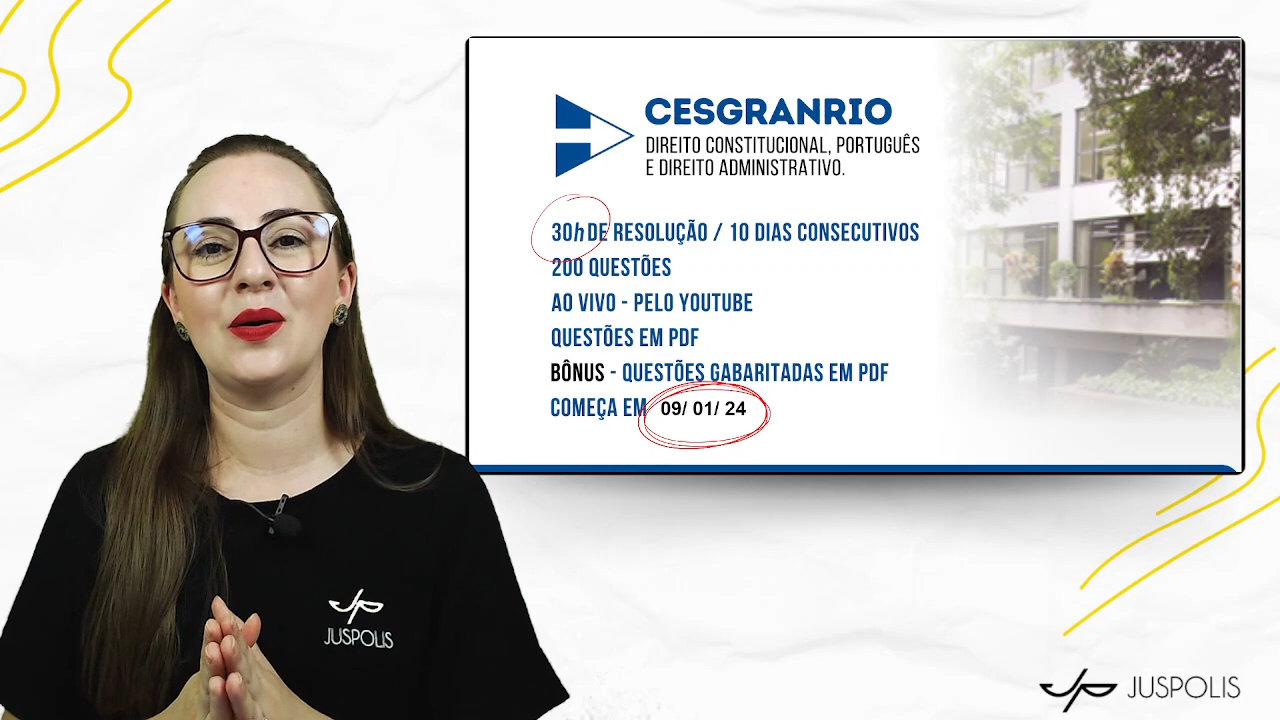 CESGRANRIO
DIREITO CONSTITUCIONAL, PORTUGUÊS
E DIREITO ADMINISTRATIVO.
30h DE RESOLUÇÃO / 10 DIAS CONSECUTIVOS
200 QUESTÕES
AO VIVO - PELO YOUTUBE
QUESTÕES EM PDF
BÔNUS - QUESTÕES GABARITADAS EM PDF
COMEÇA EM 09/ 01/ 24
JUSPOLIS
JUSPOLIS